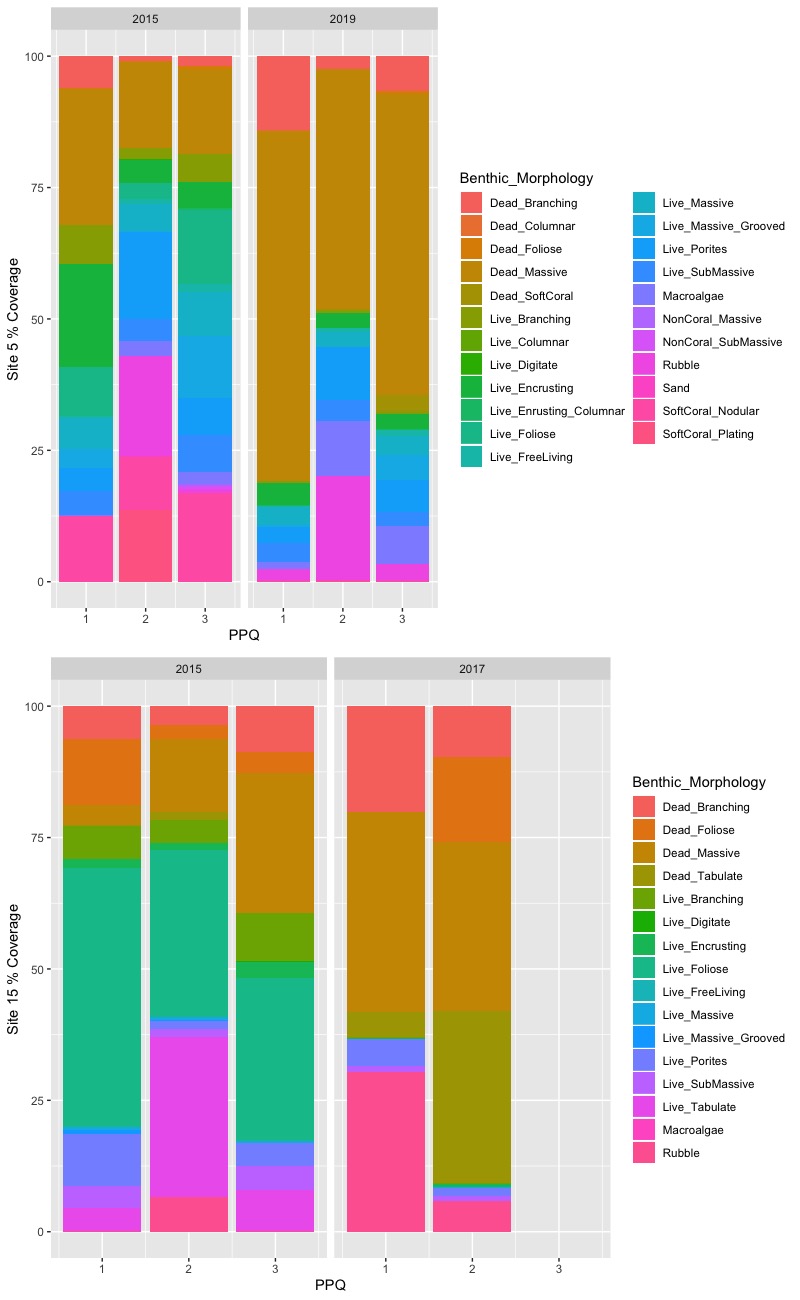 2015
2019
100
75
50
25
0
Site 5 % Coverage
1
2
3
1
2
3
PPQ
Benthic_Morphology
Dead_Branching
Dead_Columnar
Dead_Foliose
Dead_Massive
Dead_SoftCoral
Live_Branching
Live_Columnar
Live_Digitate
Live_Encrusting
Live_Enrusting_Columnar
Live_Foliose
Live_FreeLiving
Live_Massive
Live_Massive_Grooved
Live_Porites
Live_SubMassive
Macroalgae
NonCoral_Massive
NonCoral_SubMassive
Rubble
Sand
SoftCoral_Nodular
SoftCoral_Plating
2015
2017
100
75
50
25
0
Site 15 % Coverage
1
2
3
1
2
3
PPQ
Benthic_Morphology
Dead_Branching
Dead_Foliose
Dead_Massive
Dead_Tabulate
Live_Branching
Live_Digitate
Live_Encrusting
Live_Foliose
Live_FreeLiving
Live_Massive
Live_Massive_Grooved
Live_Porites
Live_SubMassive
Live_Tabulate
Macroalgae
Rubble